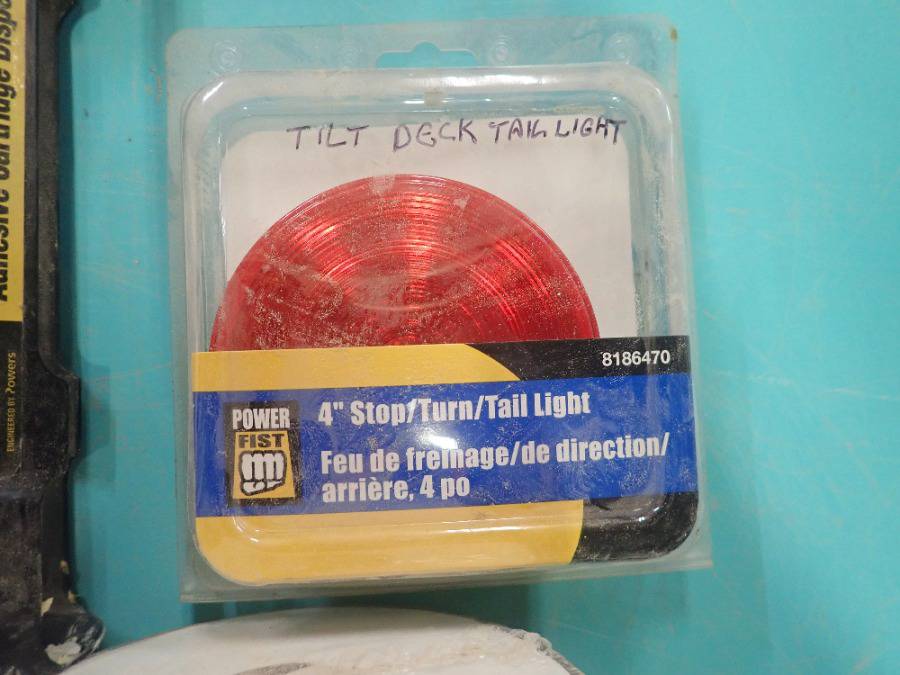 TILT DECK TAIL LIGHT
8186470
4" Stop/Turn/Tail Light
POWER
FIST
Feu de freinage/de direction/
arrière, 4 po
Adhesive Cartridge
ENGINEERED BY Powers